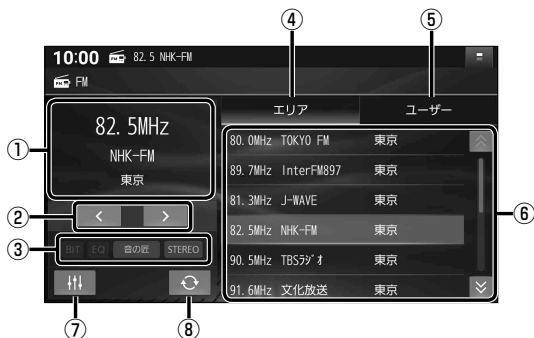 ④ ⑤
10:00 82.5 NHK-FM
FM
エリア ユーザー
①
82.5MHz
NHK-FM
東京
②
< >
③
BIT EQ 音の匠 STEREO
80.0MHz TOKYO FM 東京
89.7MHz InterFM897 東京
81.3MHz J-WAVE 東京
82.5MHz NHK-FM 東京
90.5MHz TBSラジオ 東京
91.6MHz 文化放送 東京
⑥
⑦ ⑧